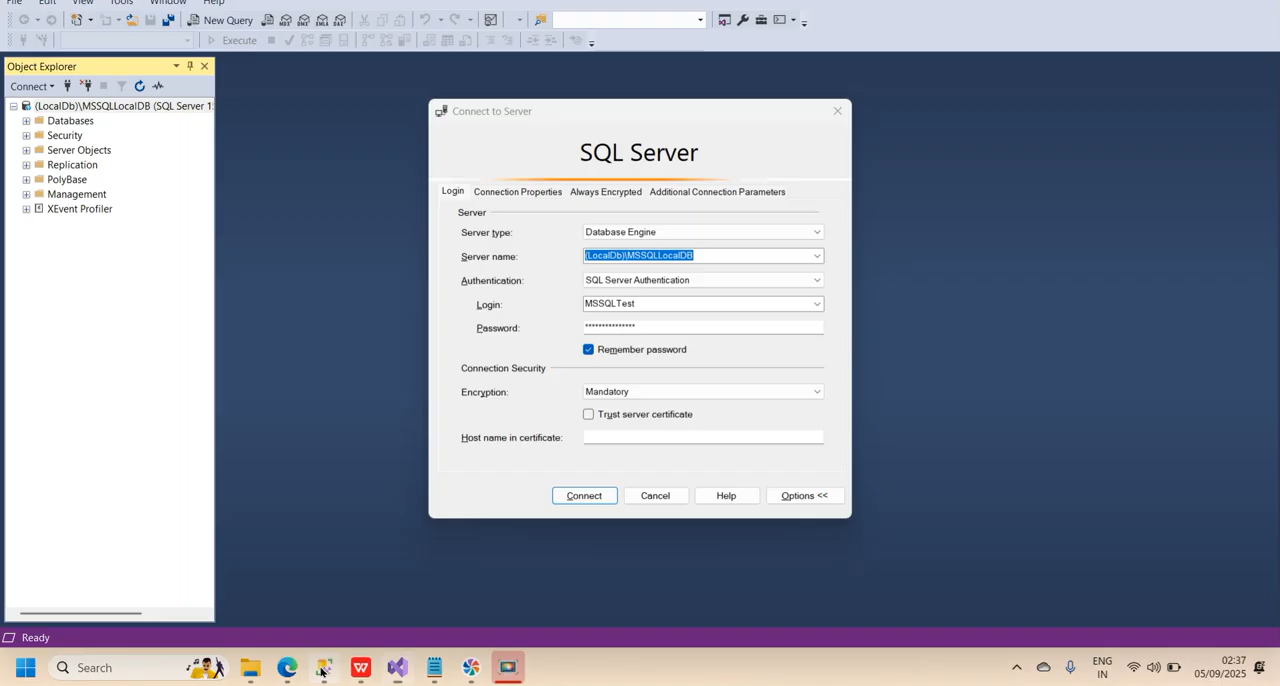 File Edit View Tools Window Help
New Query
Execute
Object Explorer
Connect
(LocalDb)\MSSQLLocalDB (SQL Server 1
Databases
Security
Server Objects
Replication
PolyBase
Management
XEvent Profiler
Connect to Server
SQL Server
Login Connection Properties Always Encrypted Additional Connection Parameters
Server
Server type: Database Engine
Server name: (LocalDb)\MSSQLLocalDB
Authentication: SQL Server Authentication
Login: MSSQLTest
Password: ***************
Remember password
Connection Security
Encryption: Mandatory
Trust server certificate
Host name in certificate:
Connect Cancel Help Options <<
Ready
Search
ENG
IN
02:37
05/09/2025